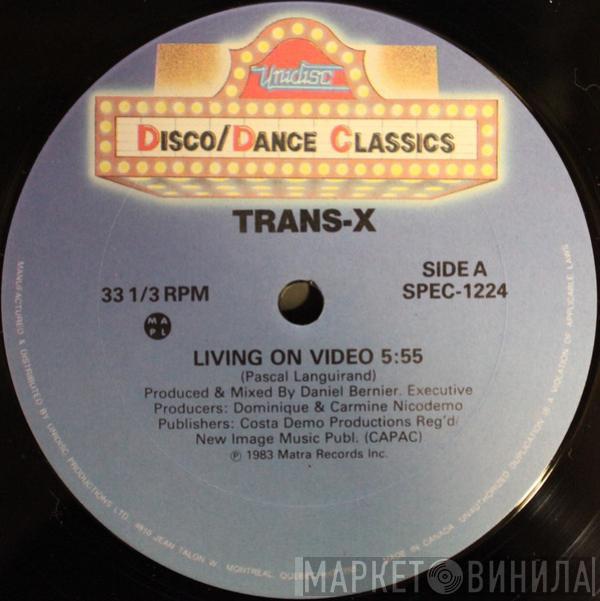 Unidisc
DISCO/DANCE CLASSICS
TRANS-X
33 1/3 RPM
SIDE A
SPEC-1224
M A
P L
LIVING ON VIDEO 5:55
(Pascal Languirand)
Produced & Mixed By Daniel Bernier. Executive
Producers: Dominique & Carmine Nicodemo
Publishers: Costa Demo Productions Reg'd/
New Image Music Publ. (CAPAC)
℗ 1983 Matra Records Inc.
MANUFACTURED & DISTRIBUTED BY UNIDISC PRODUCTIONS LTD. JEAN TALON W. MONTREAL, MADE IN CANADA. UNAUTHORIZED DUPLICATION IS A VIOLATION OF APPLICABLE LAWS
МАРКЕТ ВИНИЛА